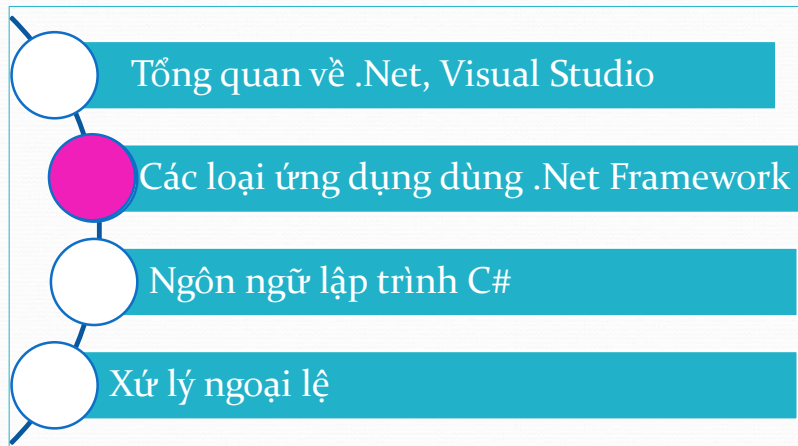 Tổng quan về .Net, Visual Studio
Các loại ứng dụng dùng .Net Framework
Ngôn ngữ lập trình C#
Xử lý ngoại lệ